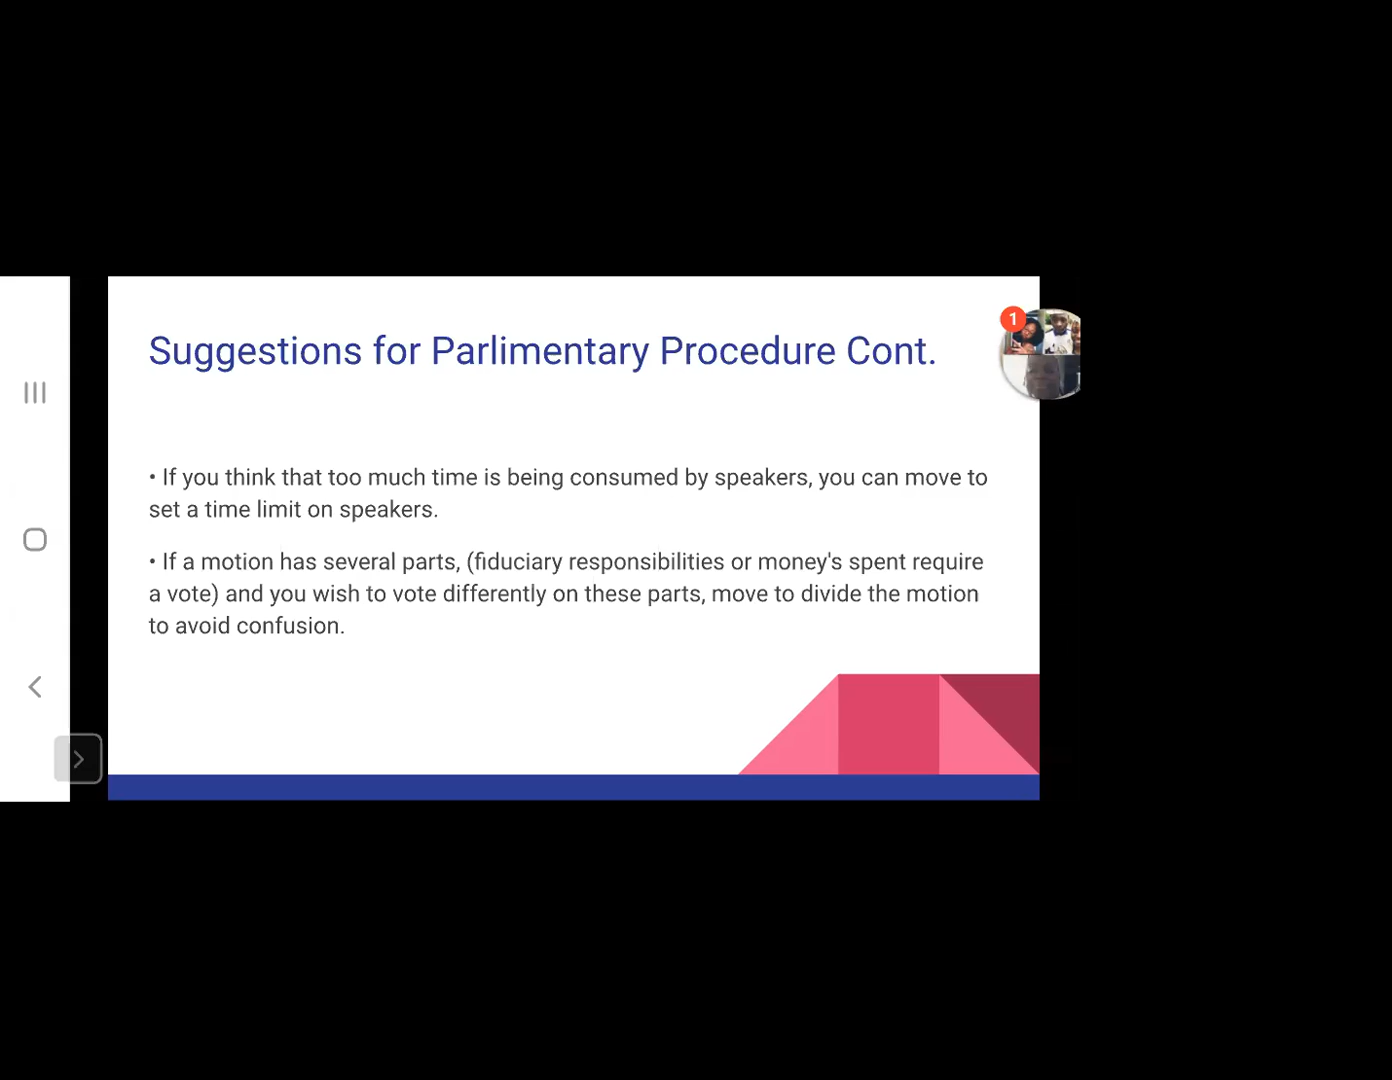 Suggestions for Parlimentary Procedure Cont.
1
• If you think that too much time is being consumed by speakers, you can move to
set a time limit on speakers.
• If a motion has several parts, (fiduciary responsibilities or money's spent require
a vote) and you wish to vote differently on these parts, move to divide the motion
to avoid confusion.